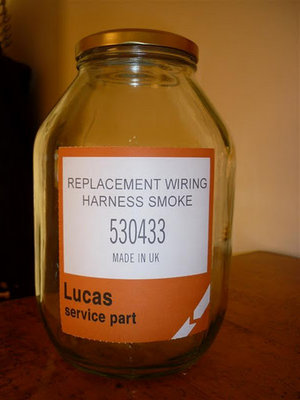 REPLACEMENT WIRING
HARNESS SMOKE
530433
MADE IN UK
Lucas
service part